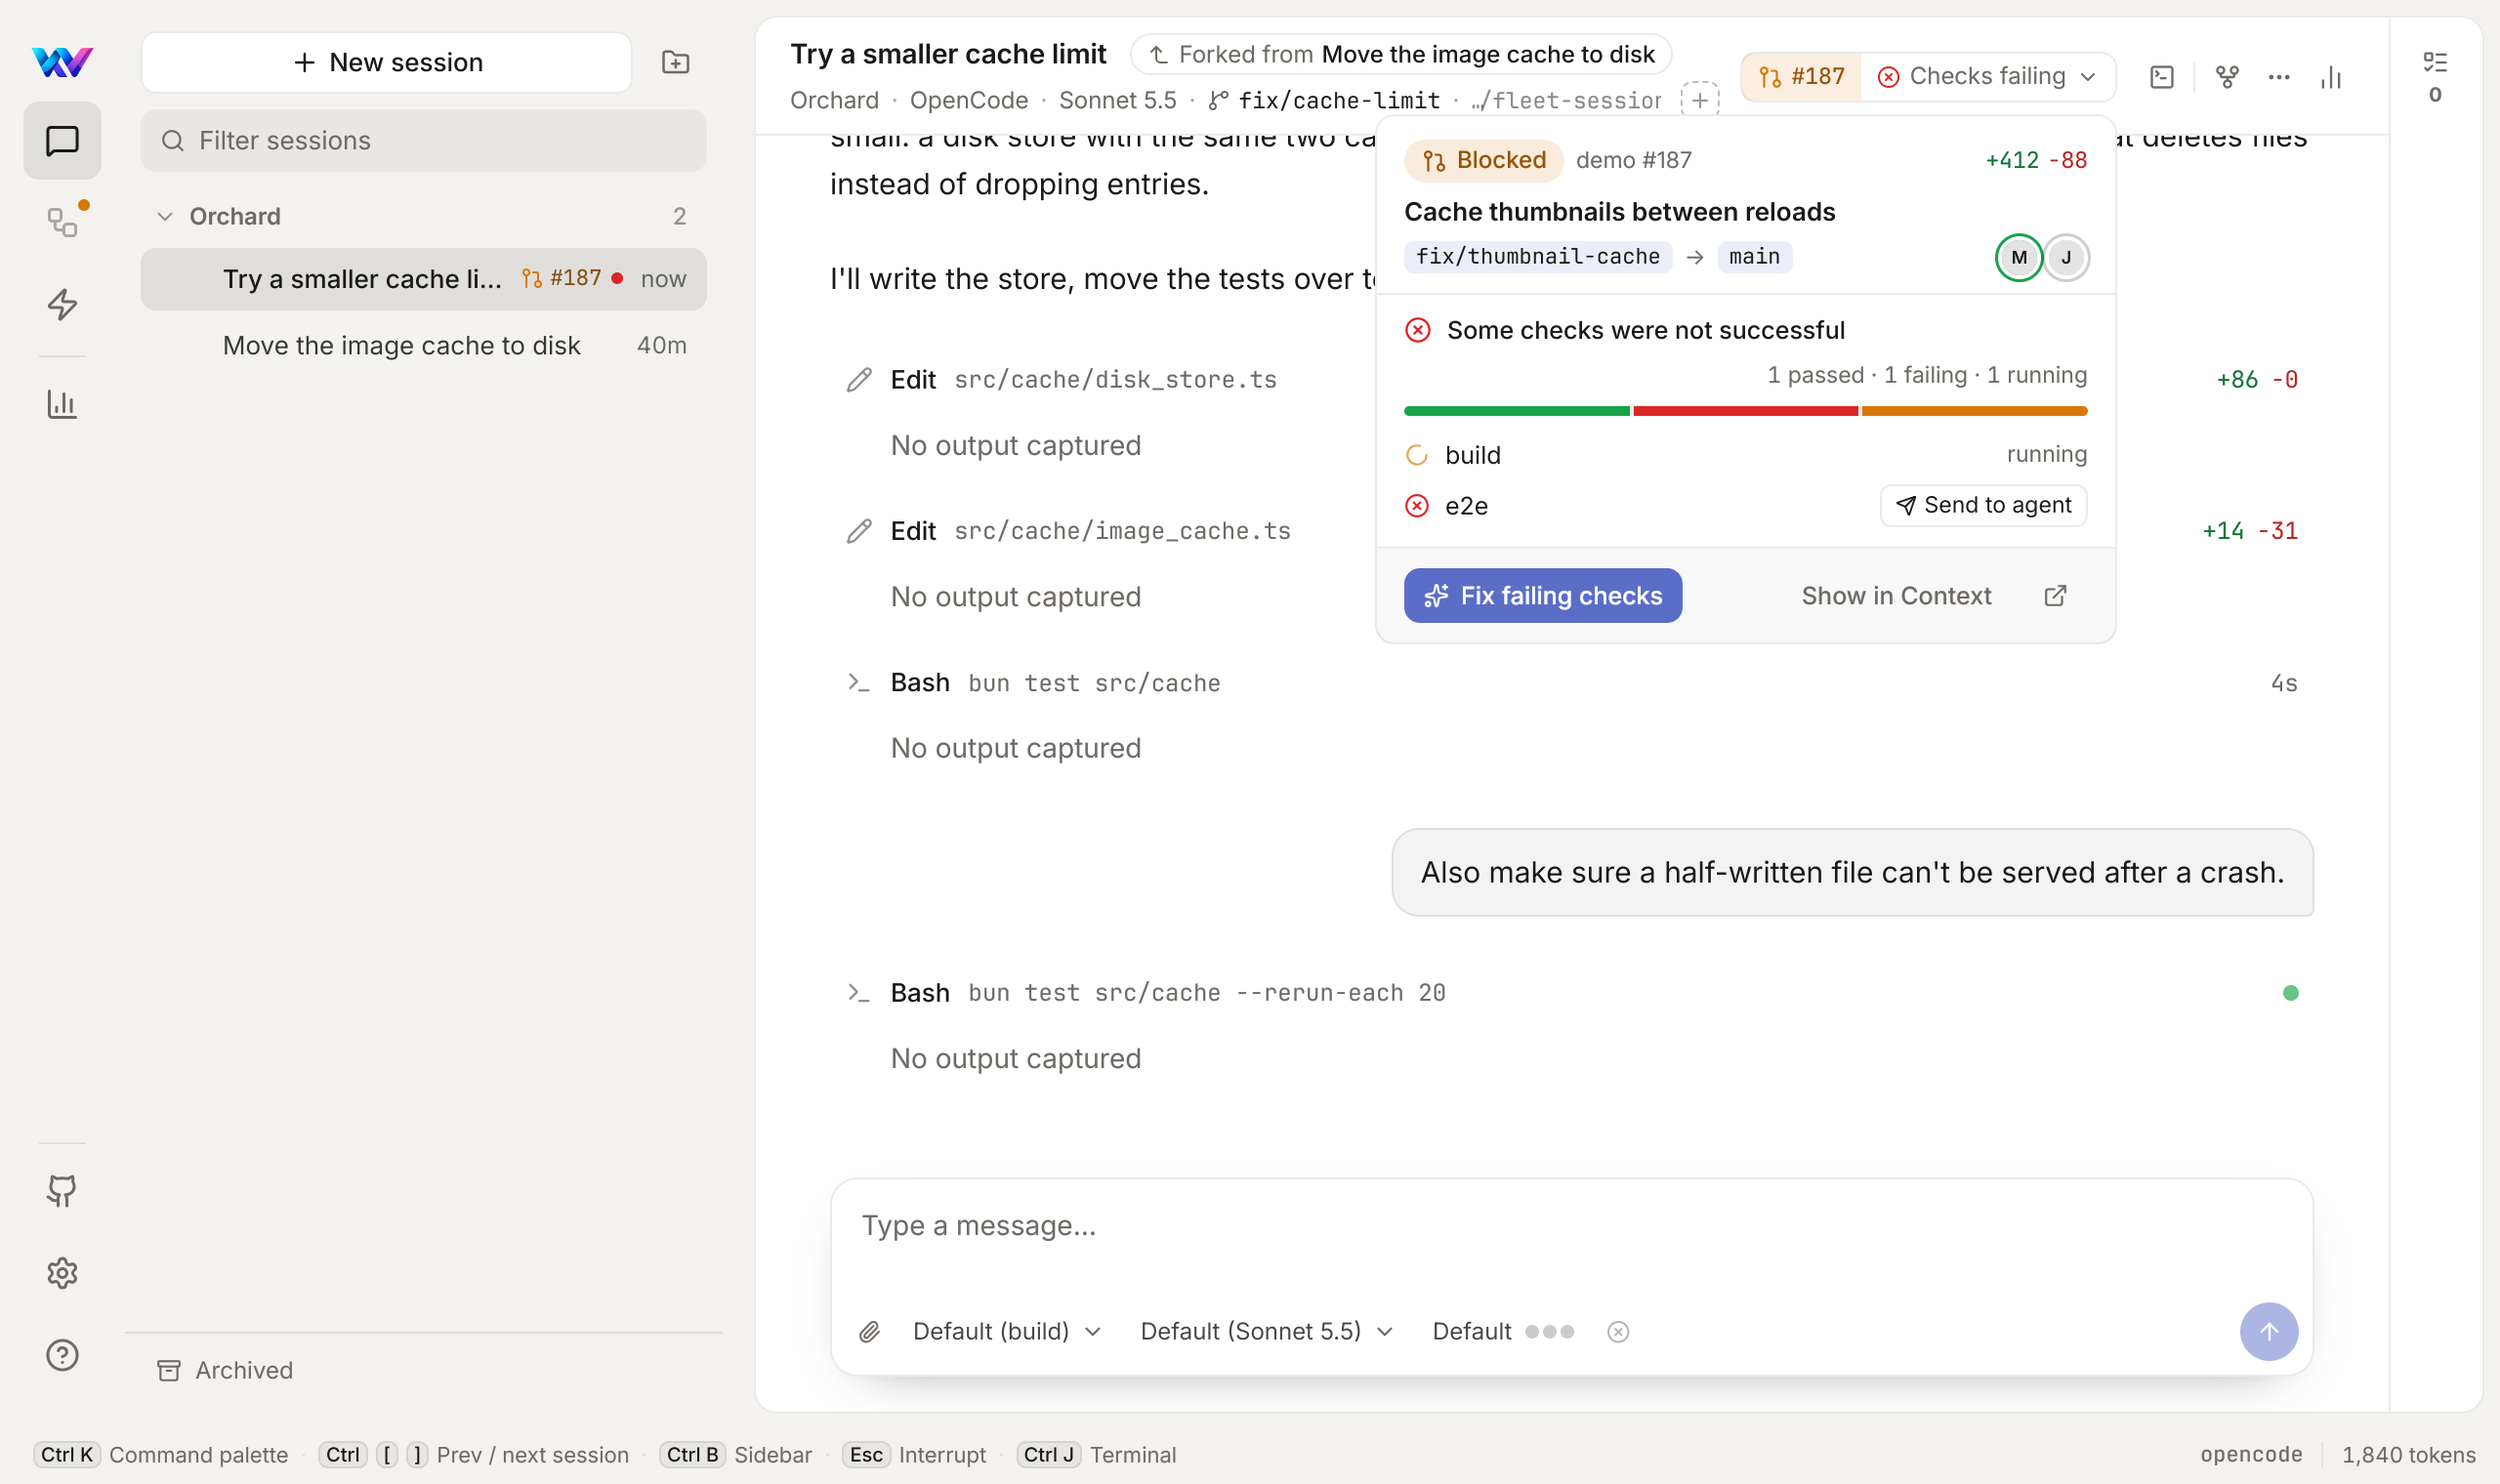 New session
Filter sessions
Orchard 2
Try a smaller cache li... #187 now
Move the image cache to disk 40m
Archived
Try a smaller cache limit Forked from Move the image cache to disk
Orchard · OpenCode · Sonnet 5.5 · fix/cache-limit · ../fleet-session
#187 Checks failing
0
instead of dropping entries.
I'll write the store, move the tests over
Edit src/cache/disk_store.ts +86 -0
No output captured
Edit src/cache/image_cache.ts +14 -31
No output captured
Bash bun test src/cache 4s
No output captured
Blocked demo #187 +412 -88
Cache thumbnails between reloads
fix/thumbnail-cache → main M J
Some checks were not successful
1 passed · 1 failing · 1 running
build running
e2e Send to agent
Fix failing checks Show in Context
Also make sure a half-written file can't be served after a crash.
Bash bun test src/cache --rerun-each 20
No output captured
Type a message...
Default (build) Default (Sonnet 5.5) Default
Ctrl K Command palette · Ctrl [ ] Prev / next session · Ctrl B Sidebar · Esc Interrupt · Ctrl J Terminal
opencode 1,840 tokens